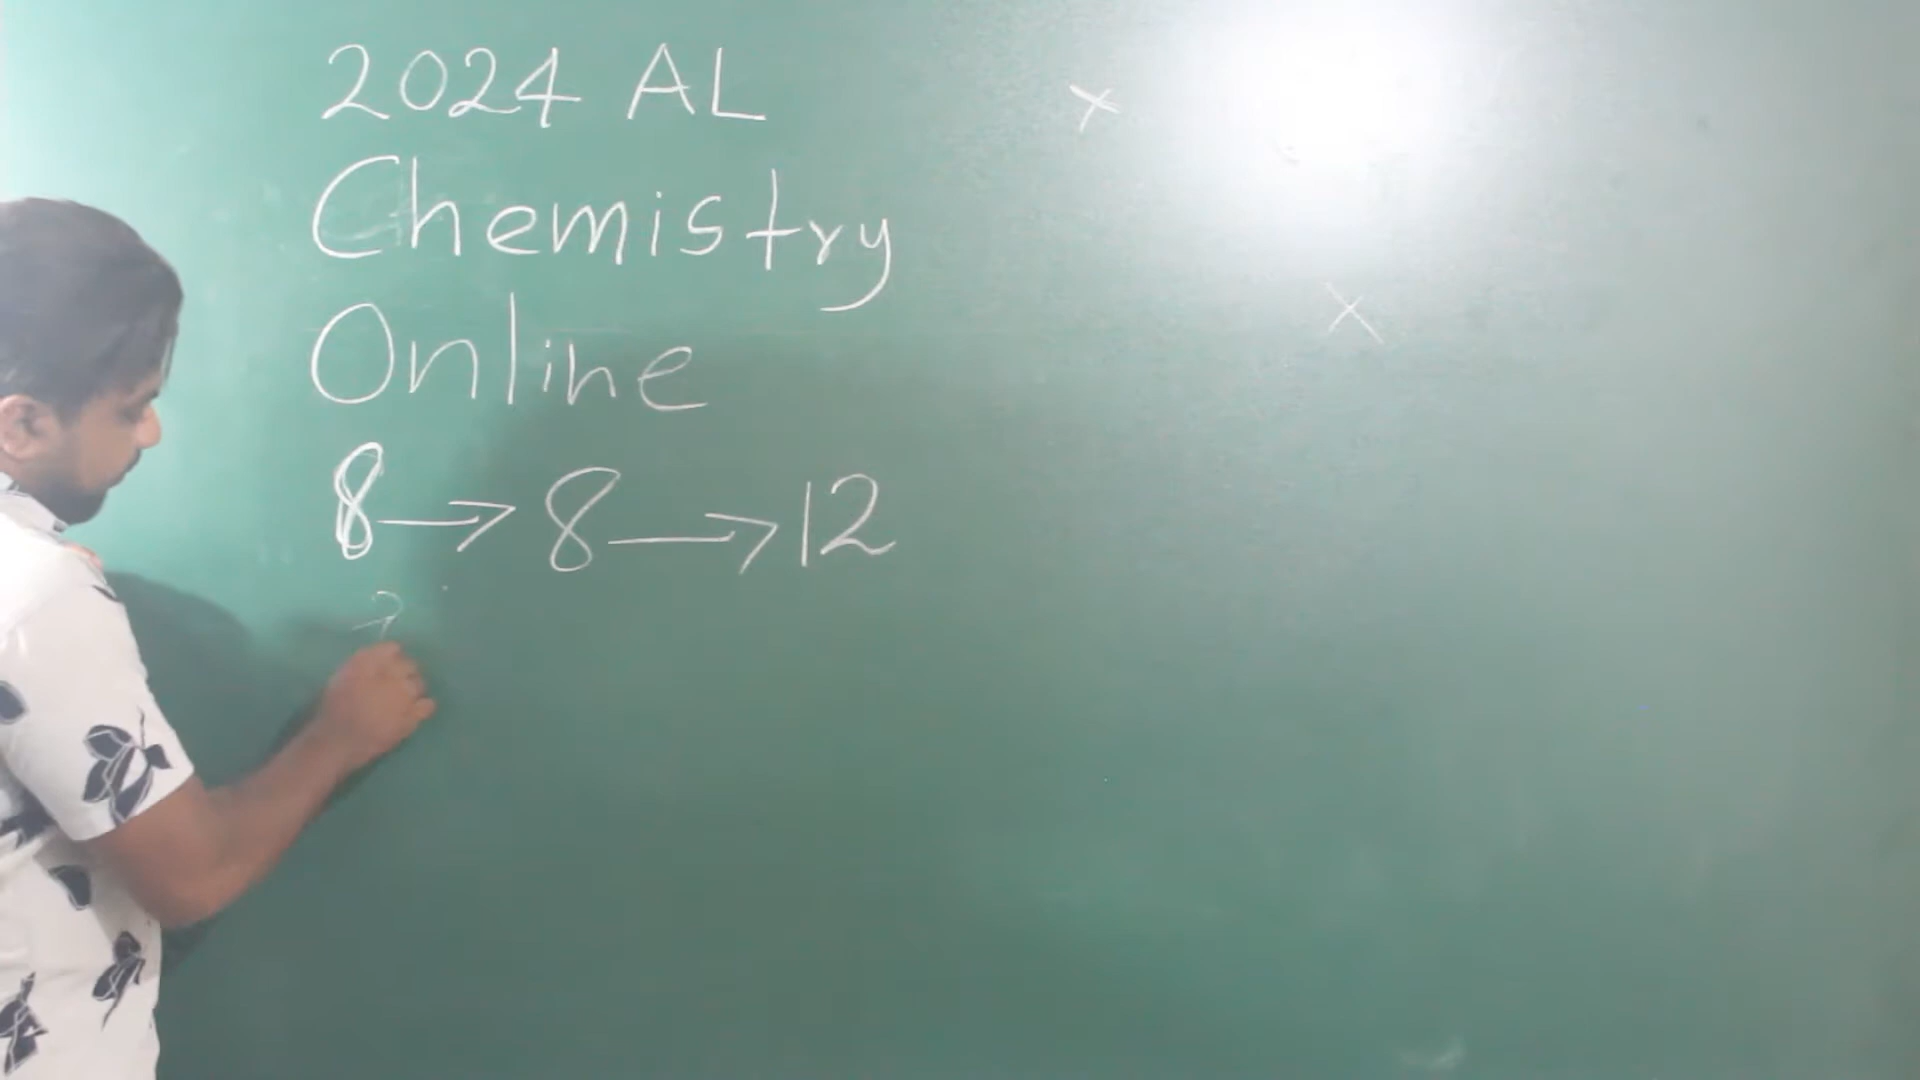 2024 AL
Chemistry
Online
8 → 8 → 12